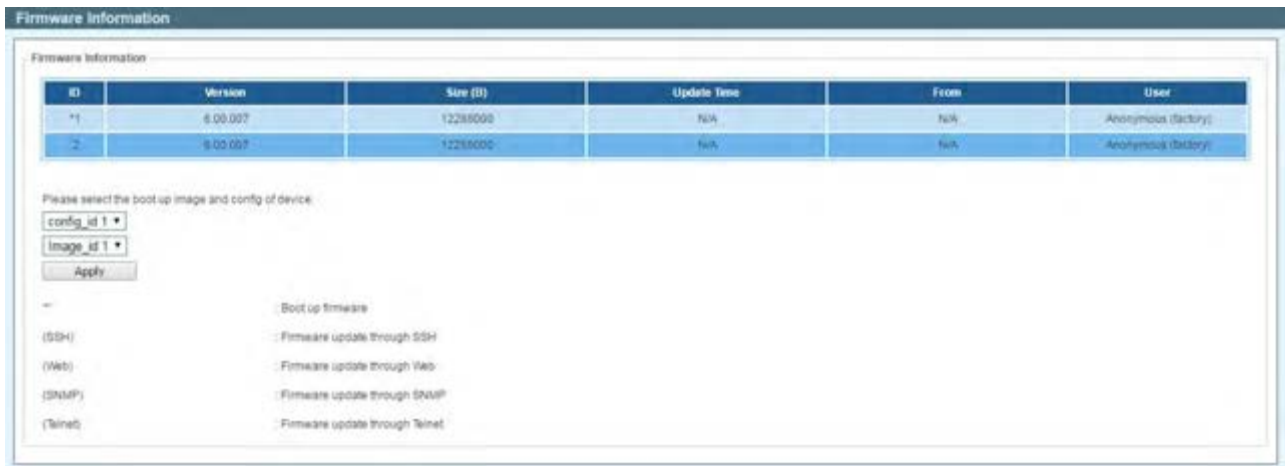 Firmware Information
Firmware Information
ID Version Size (B) Update Time From User
*1 6.00.007 12288000 N/A N/A Anonymous (factory)
2 6.00.007 12288000 N/A N/A Anonymous (factory)
Please select the boot up image and config of device:
config_id 1
Image_id 1
Apply
: Boot up firmware
(SSH) : Firmware update through SSH
(Web) : Firmware update through Web
(SNMP) : Firmware update through SNMP
(Telnet) : Firmware update through Telnet